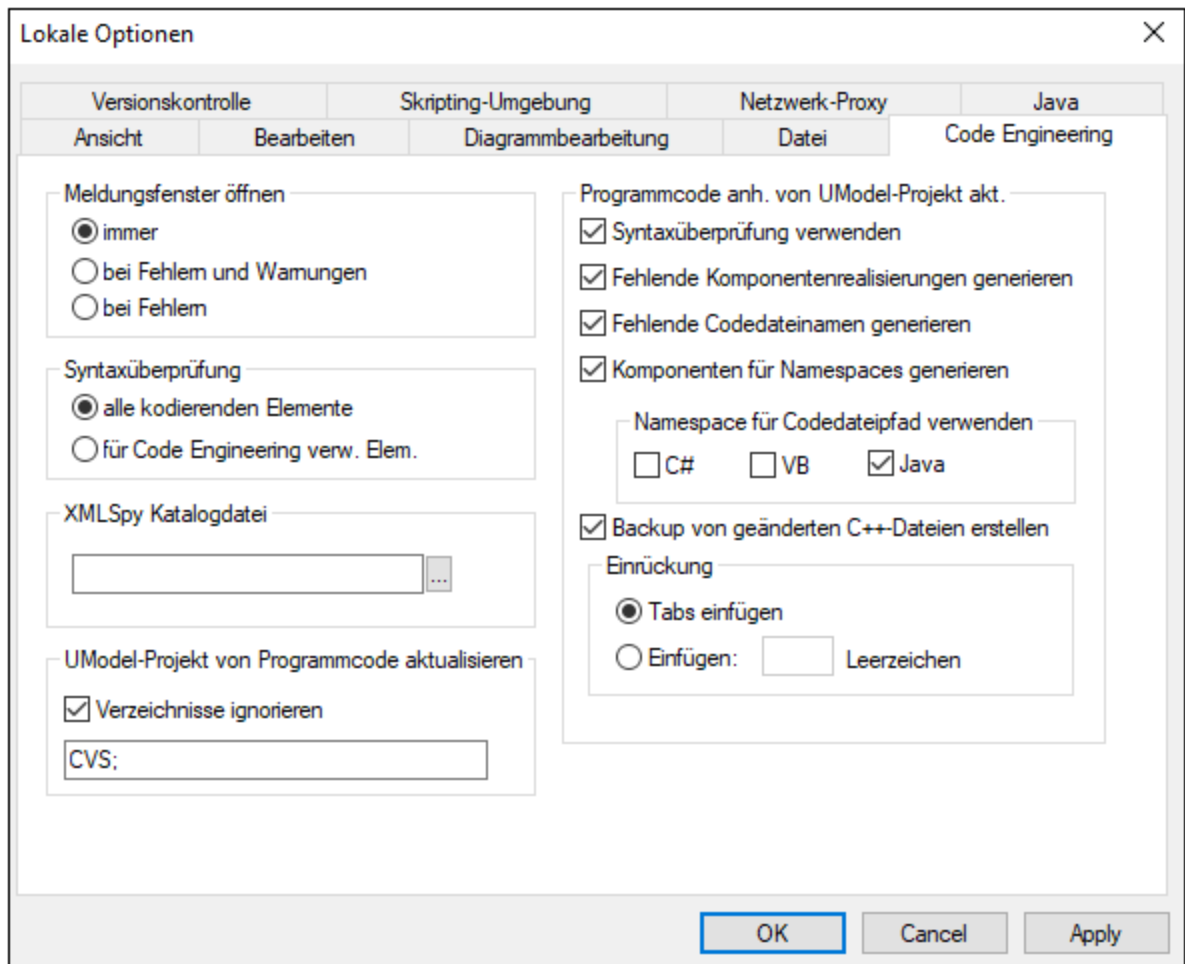 Lokale Optionen
Versionskontrolle Skripting-Umgebung Netzwerk-Proxy Java
Ansicht Bearbeiten Diagrammbearbeitung Datei Code Engineering
Meldungsfenster öffnen
immer
bei Fehlern und Warnungen
bei Fehlern
Syntaxüberprüfung
alle kodierenden Elemente
für Code Engineering verw. Elem.
XMLSpy Katalogdatei
...
UModel-Projekt von Programmcode aktualisieren
Verzeichnisse ignorieren
CVS;
Programmcode anh. von UModel-Projekt akt.
Syntaxüberprüfung verwenden
Fehlende Komponentenrealisierungen generieren
Fehlende Codedateinamen generieren
Komponenten für Namespaces generieren
Namespace für Codedateipfad verwenden
C# VB Java
Backup von geänderten C++-Dateien erstellen
Einrückung
Tabs einfügen
Einfügen: Leerzeichen
OK Cancel Apply